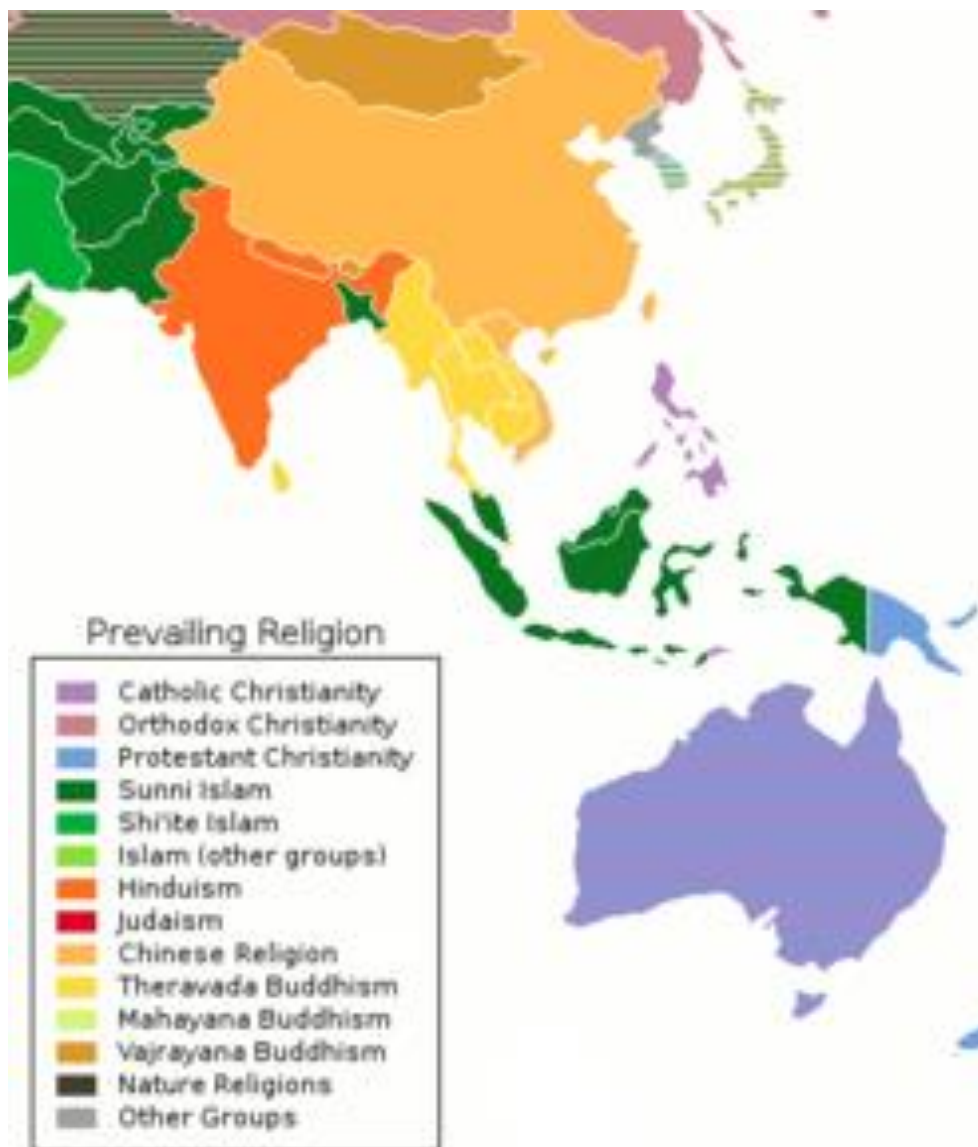 Prevailing Religion
Catholic Christianity
Orthodox Christianity
Protestant Christianity
Sunni Islam
Shi'ite Islam
Islam (other groups)
Hinduism
Judaism
Chinese Religion
Theravada Buddhism
Mahayana Buddhism
Vajrayana Buddhism
Nature Religions
Other Groups